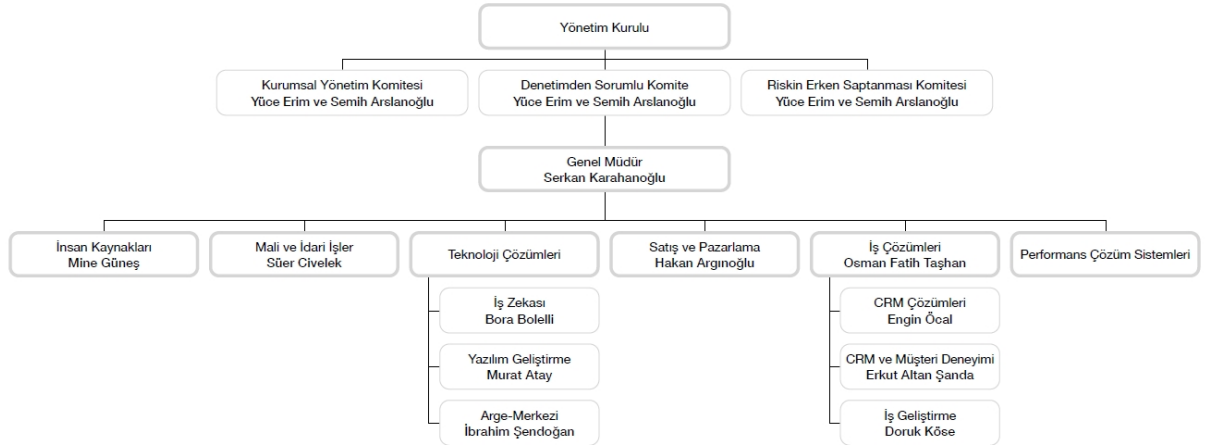 Yönetim Kurulu
Kurumsal Yönetim Komitesi
Yüce Erim ve Semih Arslanoğlu
Denetimden Sorumlu Komite
Yüce Erim ve Semih Arslanoğlu
Riskin Erken Saptanması Komitesi
Yüce Erim ve Semih Arslanoğlu
Genel Müdür
Serkan Karahanoğlu
İnsan Kaynakları
Mine Güneş
Mali ve İdari İşler
Süer Civelek
Teknoloji Çözümleri
Satış ve Pazarlama
Hakan Argınoğlu
İş Çözümleri
Osman Fatih Taşhan
Performans Çözüm Sistemleri
İş Zekası
Bora Bolelli
Yazılım Geliştirme
Murat Atay
Arge-Merkezi
İbrahim Şendoğan
CRM Çözümleri
Engin Öcal
CRM ve Müşteri Deneyimi
Erkut Altan Şanda
İş Geliştirme
Doruk Köse